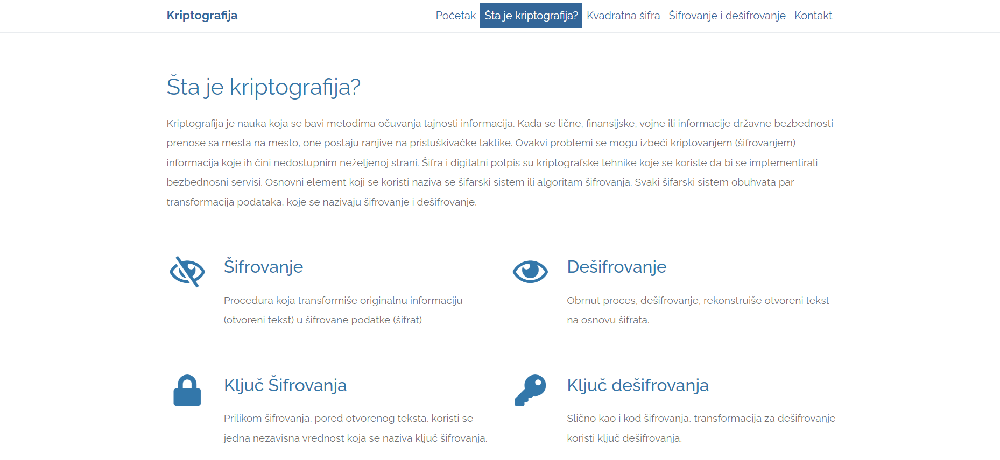 Kriptografija
Početak Šta je kriptografija? Kvadratna šifra Šifrovanje i dešifrovanje Kontakt
Šta je kriptografija?
Kriptografija je nauka koja se bavi metodima očuvanja tajnosti informacija. Kada se lične, finansijske, vojne ili informacije državne bezbednosti
prenose sa mesta na mesto, one postaju ranjive na prisluškivačke taktike. Ovakvi problemi se mogu izbeći kriptovanjem (šifrovanjem)
informacija koje ih čini nedostupnim neželjenoj strani. Šifra i digitalni potpis su kriptografske tehnike koje se koriste da bi se implementirali
bezbednosni servisi. Osnovni element koji se koristi naziva se šifarski sistem ili algoritam šifrovanja. Svaki šifarski sistem obuhvata par
transformacija podataka, koje se nazivaju šifrovanje i dešifrovanje.
Šifrovanje
Procedura koja transformiše originalnu informaciju
(otvoreni tekst) u šifrovane podatke (šifrat)
Dešifrovanje
Obrnut proces, dešifrovanje, rekonstruiše otvoreni tekst
na osnovu šifrata.
Ključ Šifrovanja
Prilikom šifrovanja, pored otvorenog teksta, koristi se
jedna nezavisna vrednost koja se naziva ključ šifrovanja.
Ključ dešifrovanja
Slično kao i kod šifrovanja, transformacija za dešifrovanje
koristi ključ dešifrovanja.